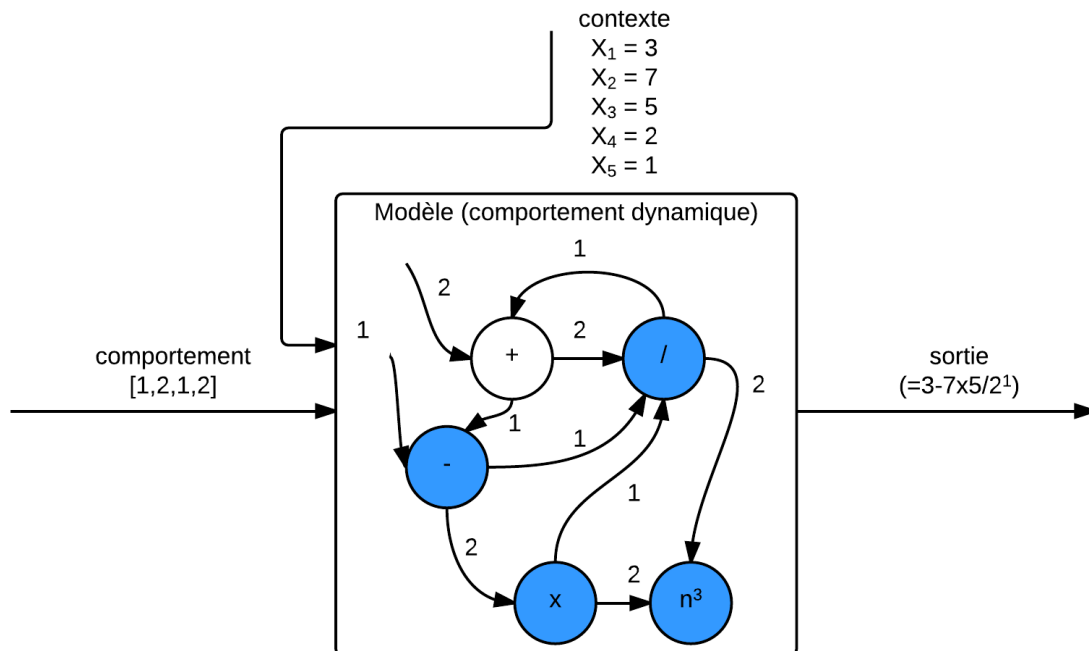 contexte
X₁ = 3
X₂ = 7
X₃ = 5
X₄ = 2
X₅ = 1
Modèle (comportement dynamique)
1
2
1
+
2
/
2
comportement
[1,2,1,2]
sortie
(=3-7x5/2¹)
1
-
1
1
2
x
2
n³